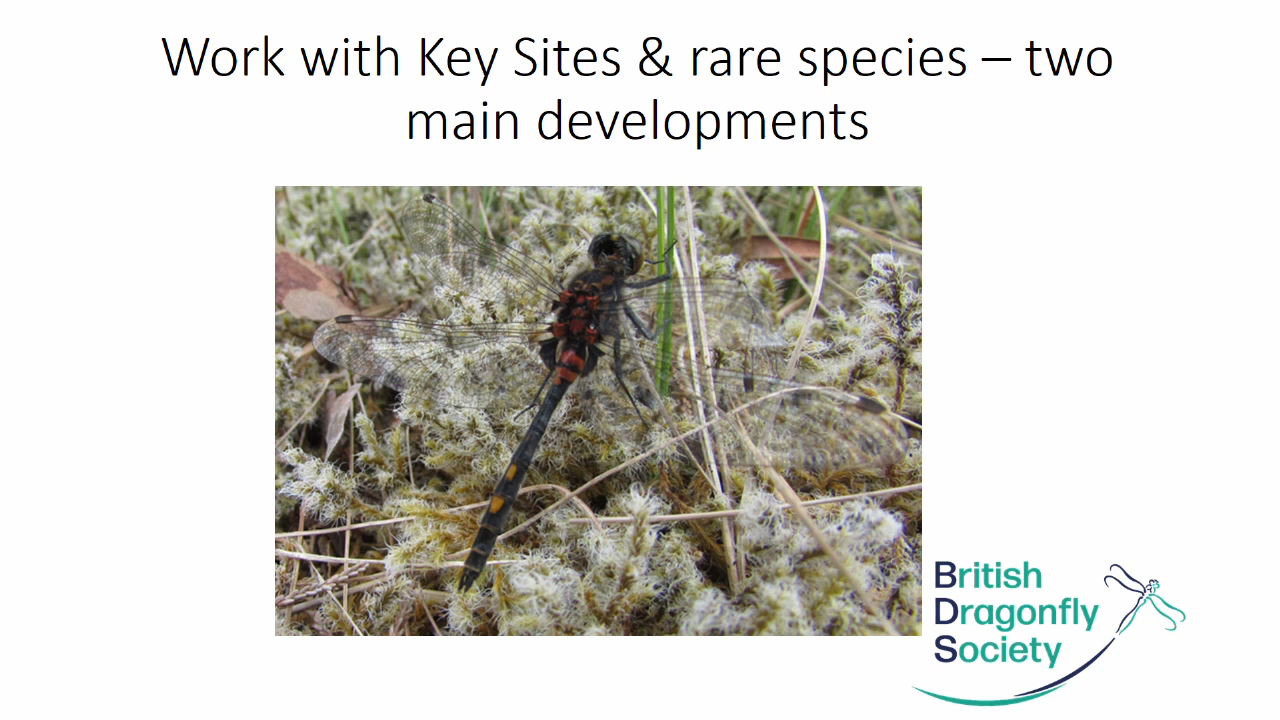 Work with Key Sites & rare species – two
main developments
British
Dragonfly
Society